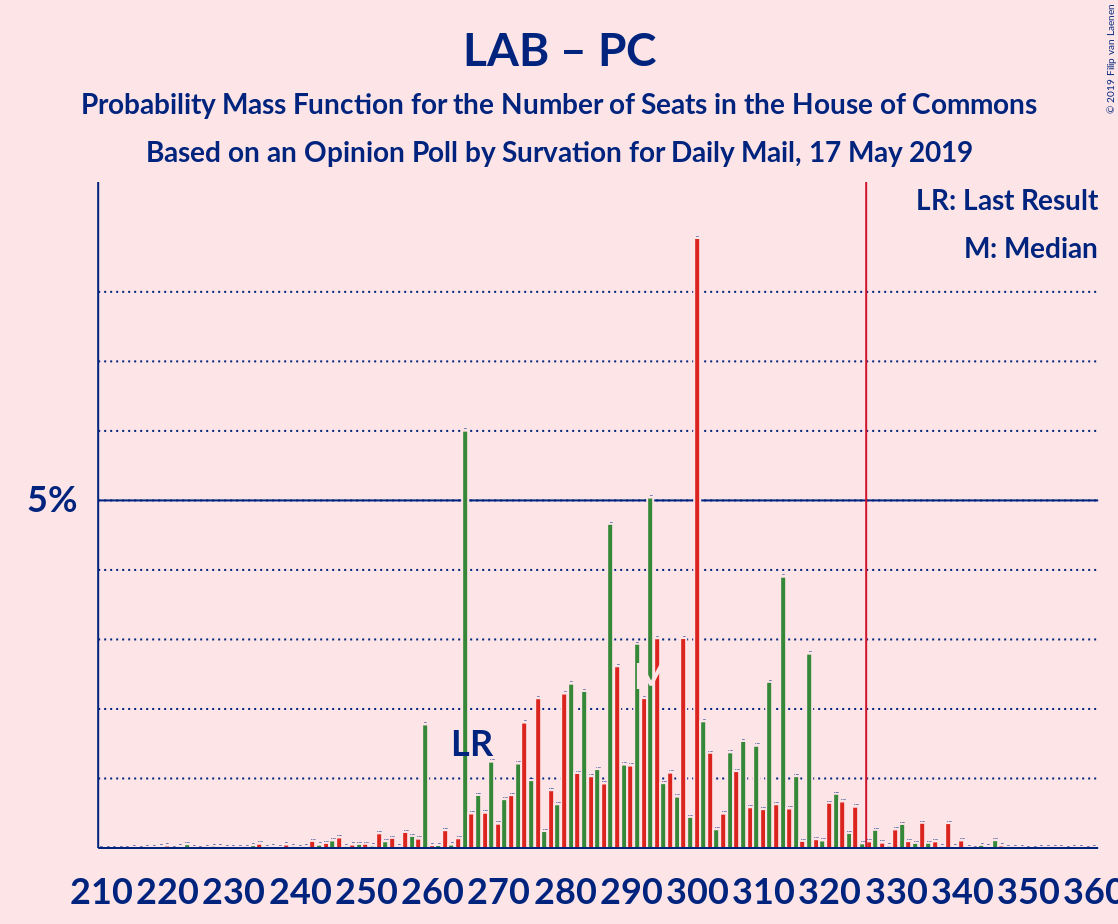 LAB – PC
Probability Mass Function for the Number of Seats in the House of Commons
Based on an Opinion Poll by Survation for Daily Mail, 17 May 2019
© 2019 Filip van Laenen
LR: Last Result
M: Median
5%
LR
M
210 220 230 240 250 260 270 280 290 300 310 320 330 340 350 360